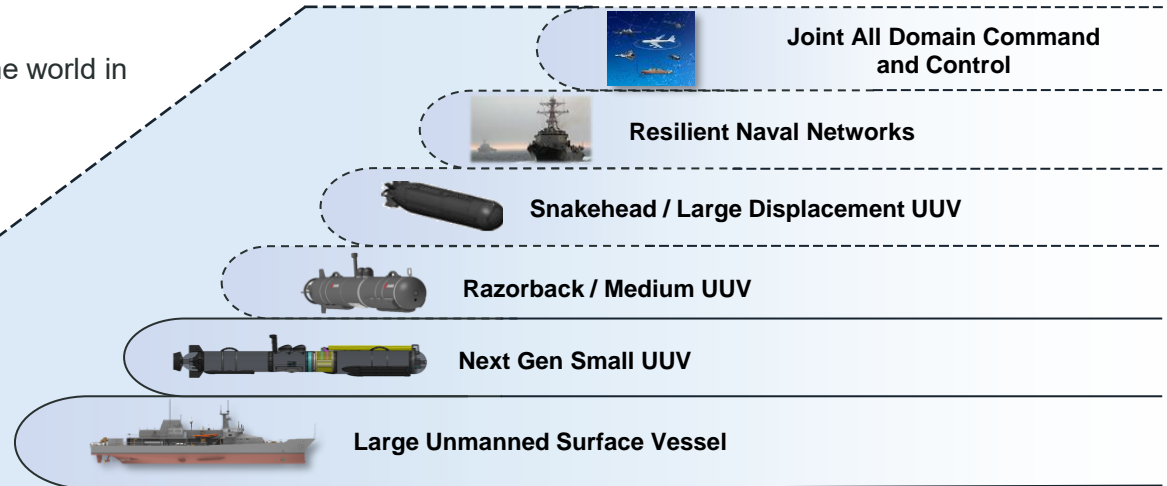 e world in
Joint All Domain Command
and Control
Resilient Naval Networks
Snakehead / Large Displacement UUV
Razorback / Medium UUV
Next Gen Small UUV
Large Unmanned Surface Vessel